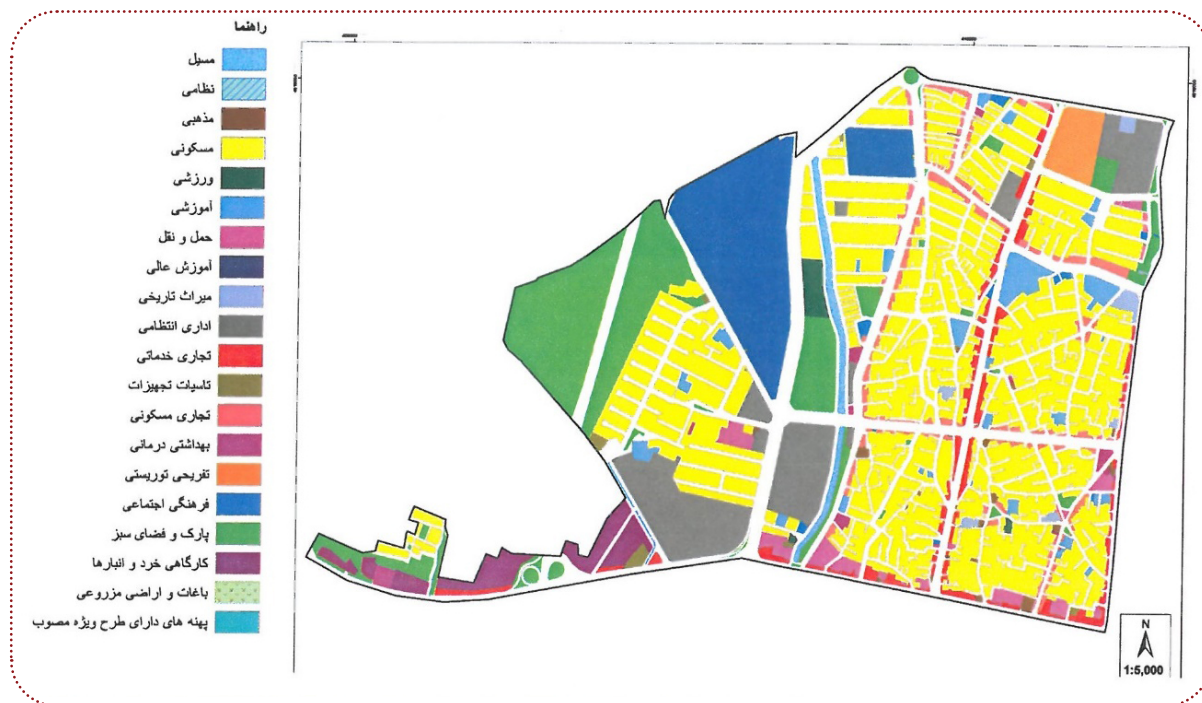 راهنما
مسیل
نظامی
مذهبی
مسکونی
ورزشی
آموزشی
حمل و نقل
آموزش عالی
میراث تاریخی
اداری انتظامی
تجاری خدماتی
تاسیات تجهیزات
تجاری مسکونی
بهداشتی درمانی
تفریحی توریستی
فرهنگی اجتماعی
پارک و فضای سبز
کارگاهی خرد و انبارها
باغات و اراضی مزروعی
پهنه های دارای طرح ویژه مصوب
N
1:5,000